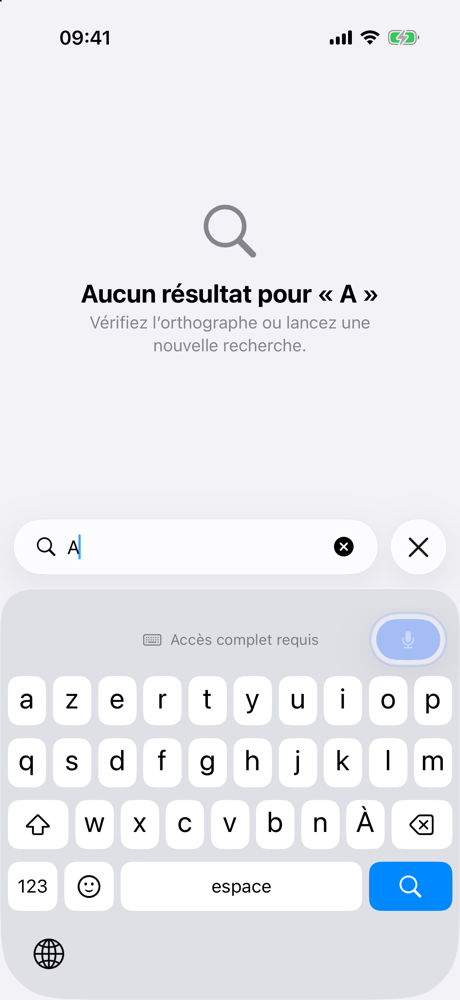 09:41
Aucun résultat pour « A »
Vérifiez l’orthographe ou lancez une
nouvelle recherche.
A
Accès complet requis
a z e r t y u i o p
q s d f g h j k l m
w x c v b n À
123 espace